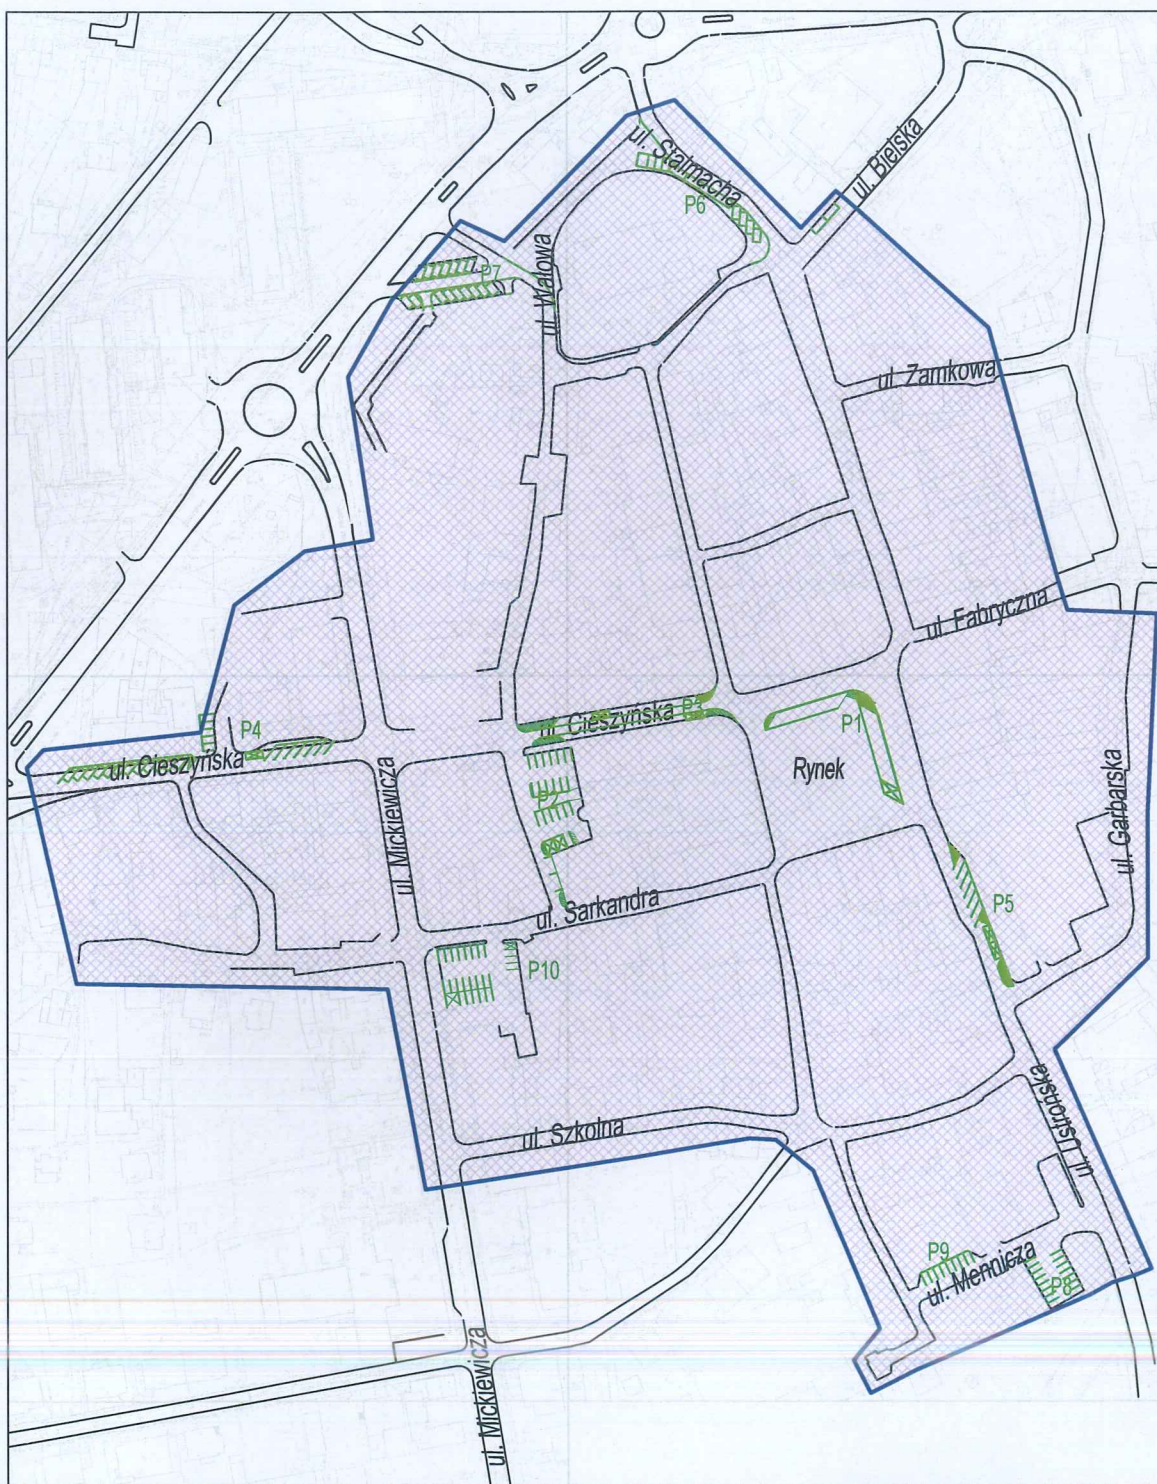 ul. Stalmacha
ul. Bielska
P6
P7
ul. Wałowa
ul. Zamkowa
ul. Fabryczna
P3
P1
ul. Cieszyńska
P4
ul. Cieszyńska
Rynek
ul. Garbarska
P2
ul. Mickiewicza
ul. Sarkandra
P5
P10
ul. Szkolna
ul. Ustrońska
P9
ul. Mennicza
P8
ul. Mickiewicza